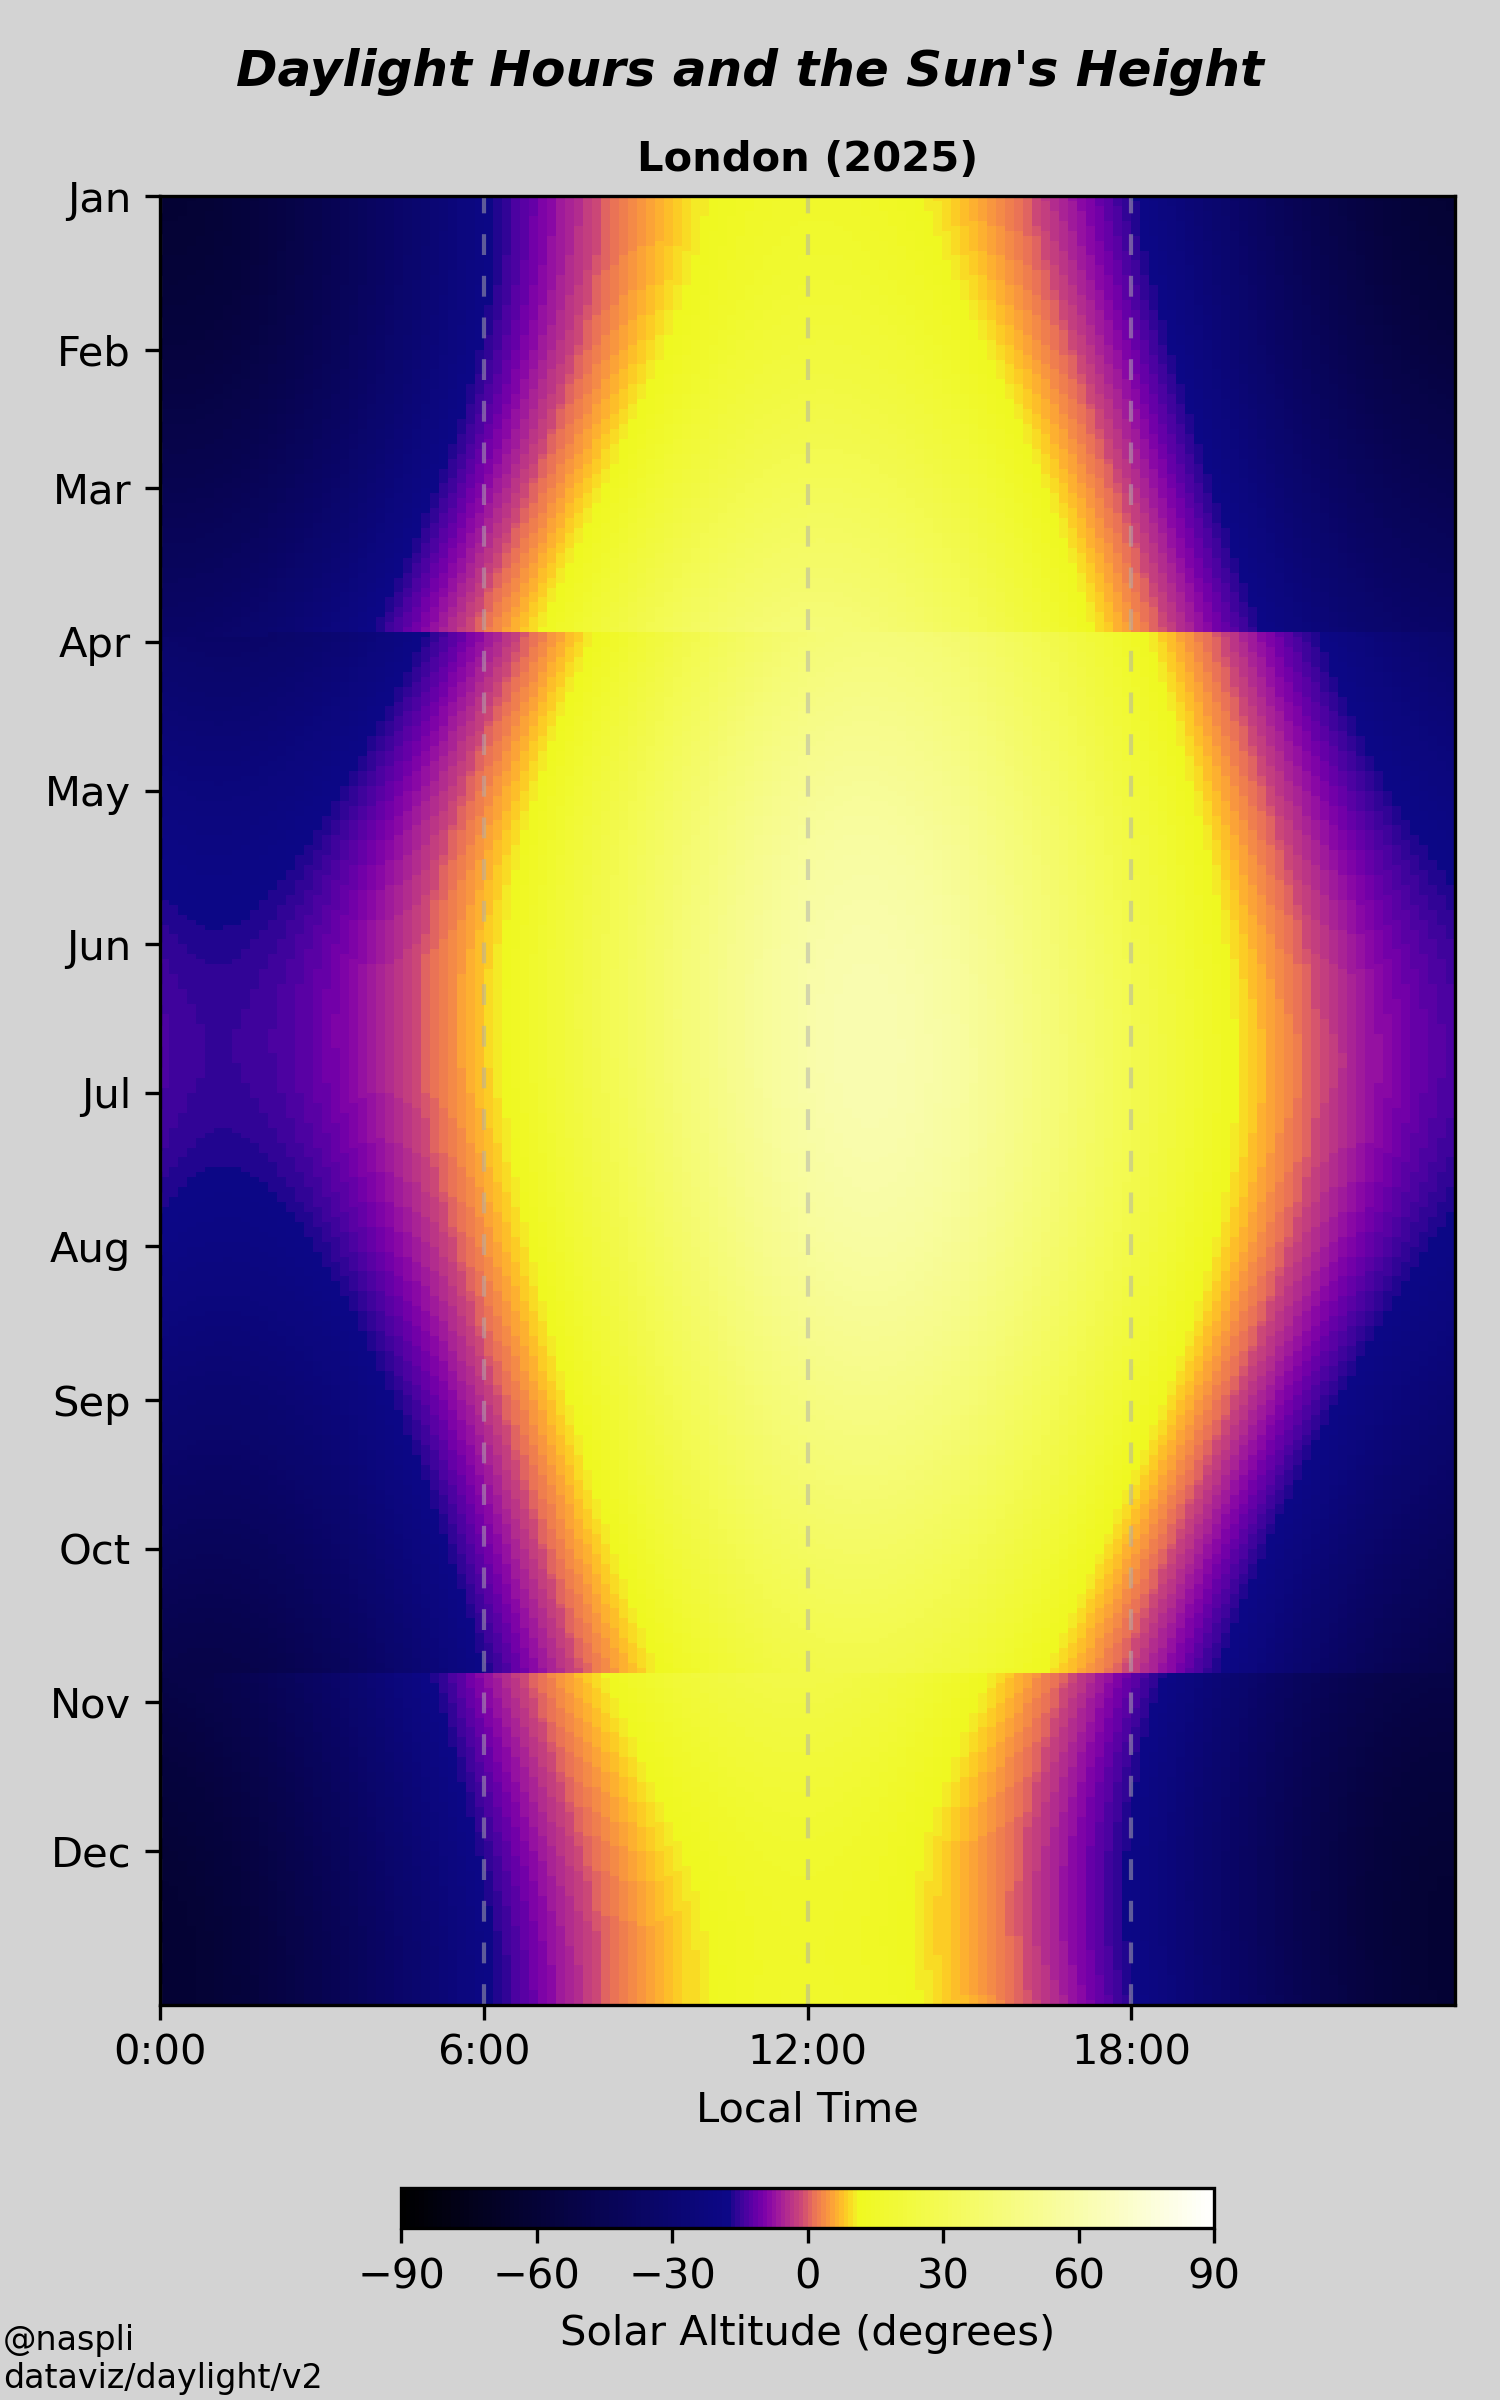 Daylight Hours and the Sun's Height
London (2025)
Jan
Feb
Mar
Apr
May
Jun
Jul
Aug
Sep
Oct
Nov
Dec
0:00 6:00 12:00 18:00
Local Time
−90 −60 −30 0 30 60 90
Solar Altitude (degrees)
@naspli
dataviz/daylight/v2